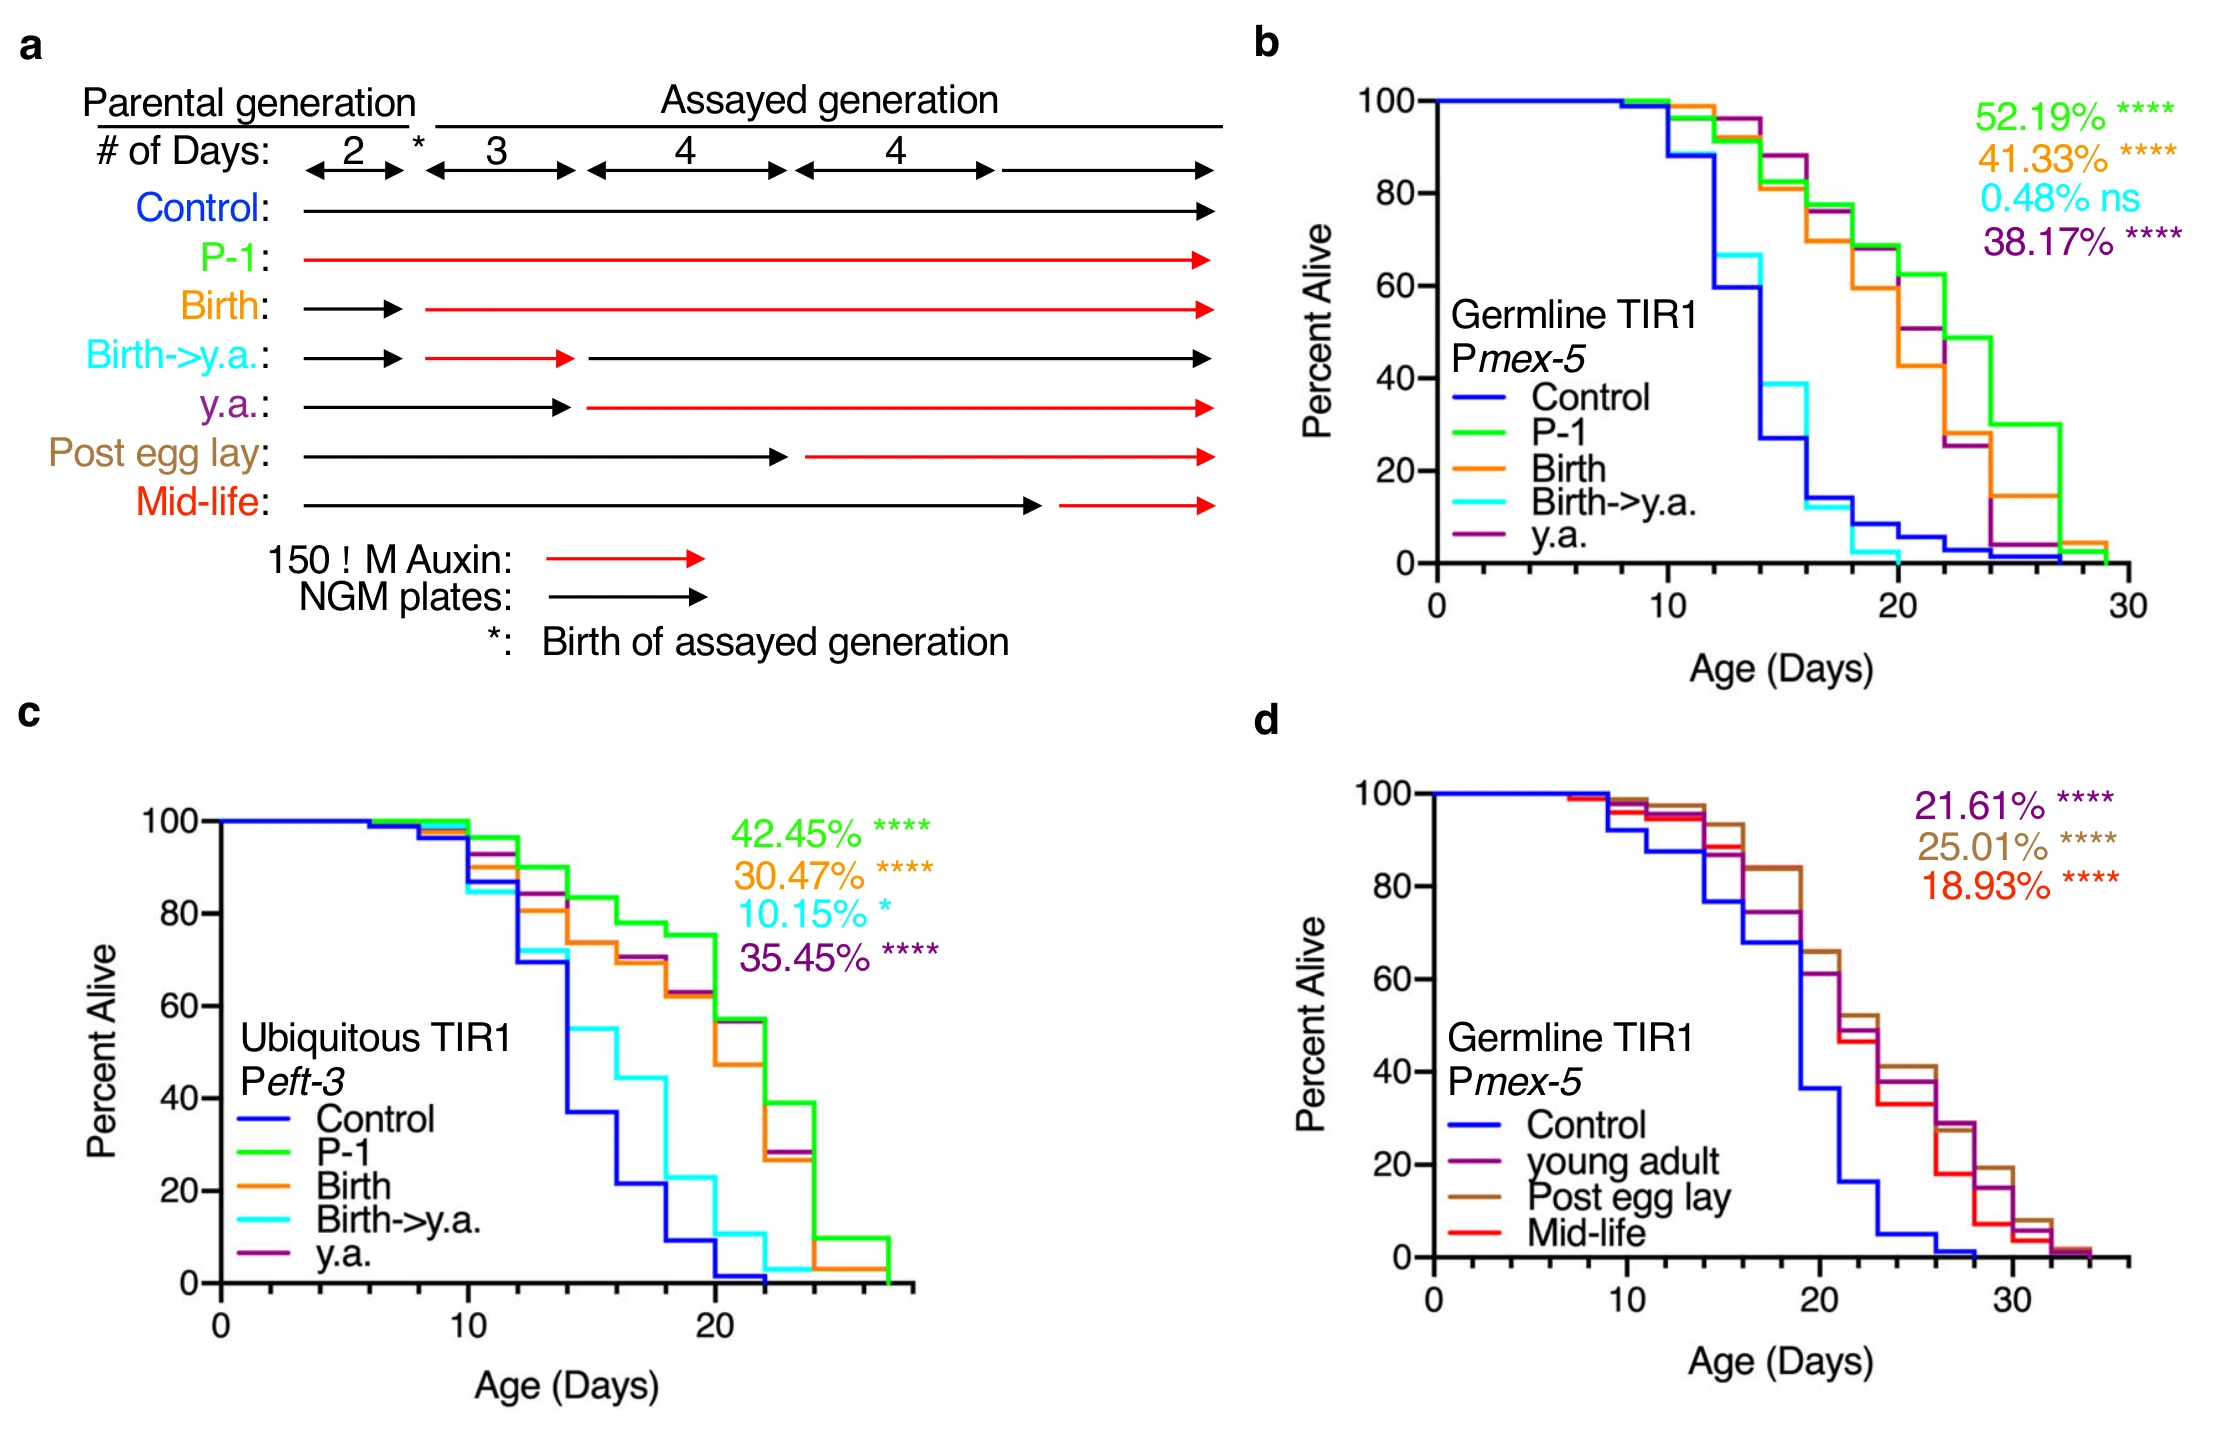 a
Parental generation
Assayed generation
# of Days:
2
*
3
4
4
Control:
P-1:
Birth:
Birth->y.a.:
y.a.:
Post egg lay:
Mid-life:
150 ! M Auxin:
NGM plates:
*: Birth of assayed generation
b
100
80
60
40
20
0
Percent Alive
52.19% ****
41.33% ****
0.48% ns
38.17% ****
Germline TIR1
Pmex-5
Control
P-1
Birth
Birth->y.a.
y.a.
0
10
20
30
Age (Days)
c
100
80
60
40
20
0
Percent Alive
42.45% ****
30.47% ****
10.15% *
35.45% ****
Ubiquitous TIR1
Peft-3
Control
P-1
Birth
Birth->y.a.
y.a.
0
10
20
Age (Days)
d
100
80
60
40
20
0
Percent Alive
21.61% ****
25.01% ****
18.93% ****
Germline TIR1
Pmex-5
Control
young adult
Post egg lay
Mid-life
0
10
20
30
Age (Days)